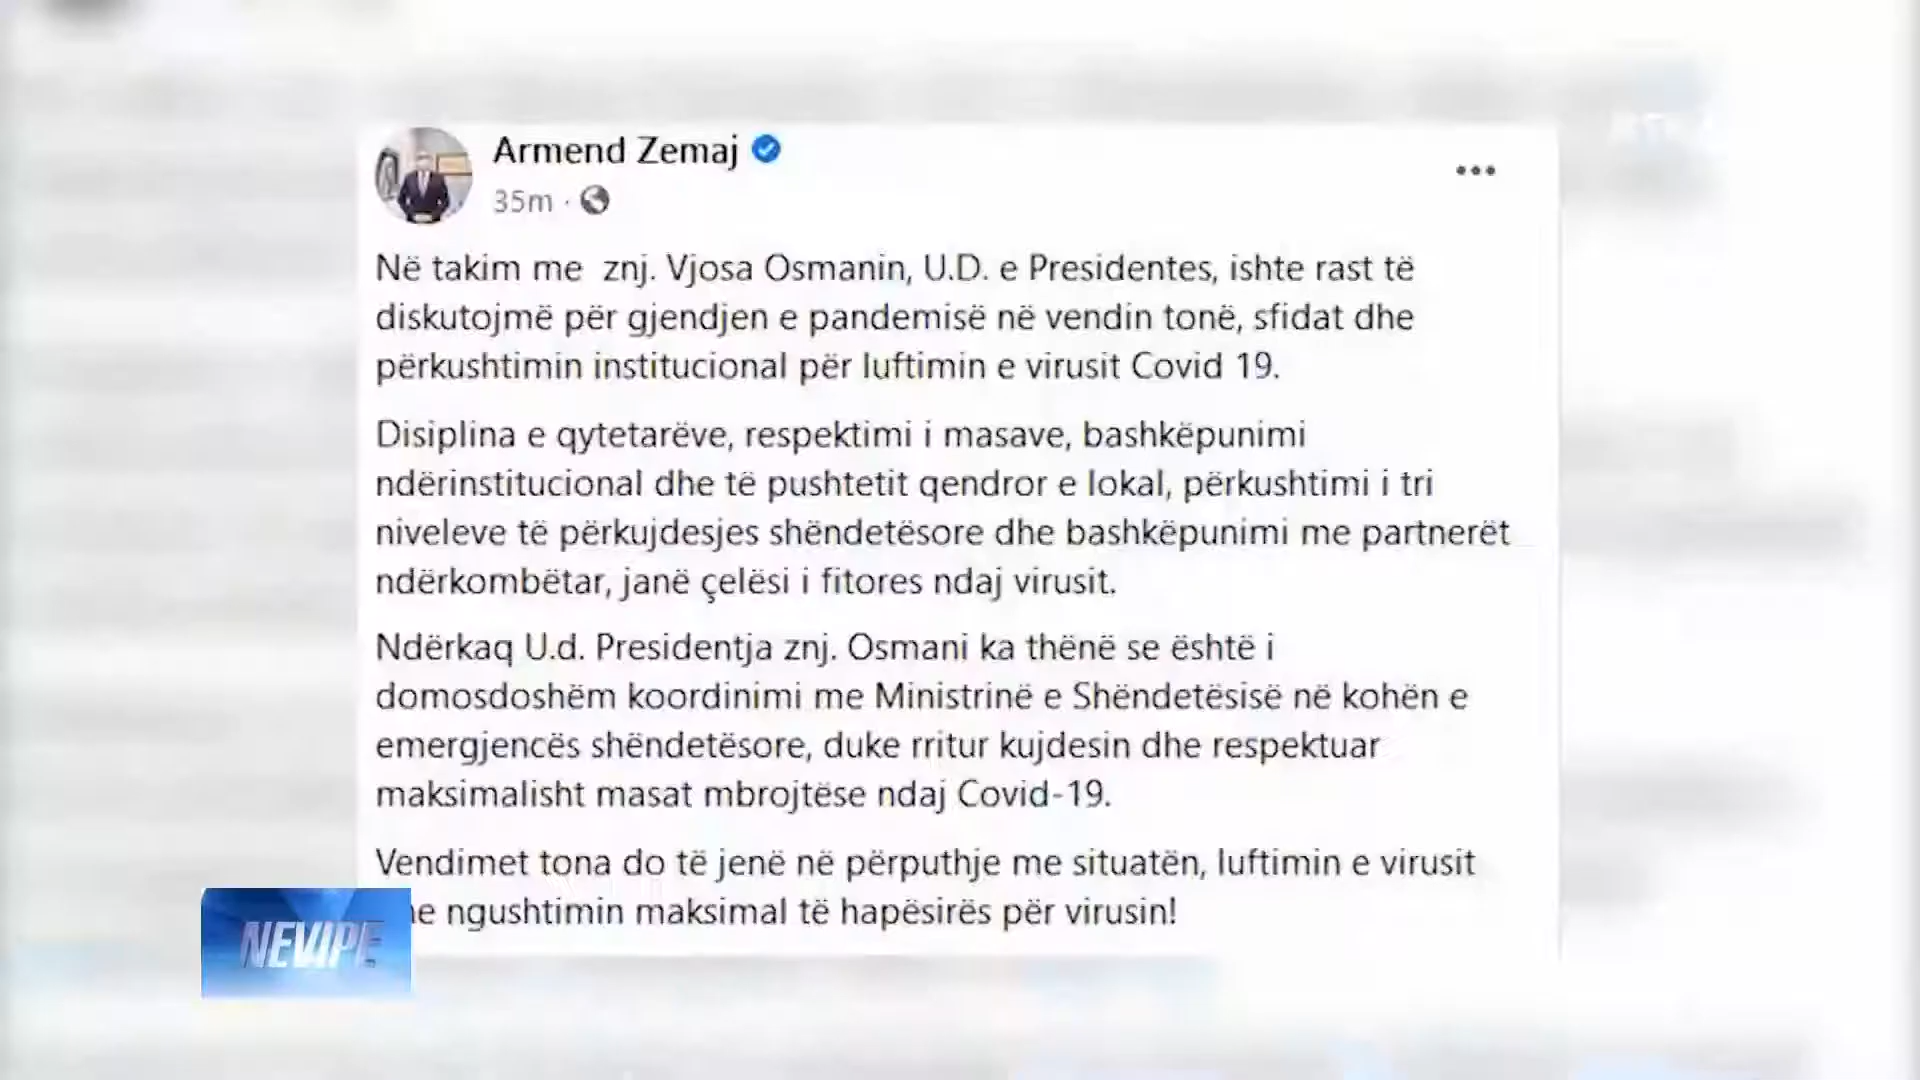 Armend Zemaj
35m
Në takim me znj. Vjosa Osmanin, U.D. e Presidentes, ishte rast të
diskutojmë për gjendjen e pandemisë në vendin tonë, sfidat dhe
përkushtimin institucional për luftimin e virusit Covid 19.
Disiplina e qytetarëve, respektimi i masave, bashkëpunimi
ndërinstitucional dhe të pushtetit qendror e lokal, përkushtimi i tri
niveleve të përkujdesjes shëndetësore dhe bashkëpunimi me partnerët
ndërkombëtar, janë çelësi i fitores ndaj virusit.
Ndërkaq U.d. Presidentja znj. Osmani ka thënë se është i
domosdoshëm koordinimi me Ministrinë e Shëndetësisë në kohën e
emergjencës shëndetësore, duke rritur kujdesin dhe respektuar
maksimalisht masat mbrojtëse ndaj Covid-19.
Vendimet tona do të jenë në përputhje me situatën, luftimin e virusit
ngushtimin maksimal të hapësirës për virusin!
NEVIPE